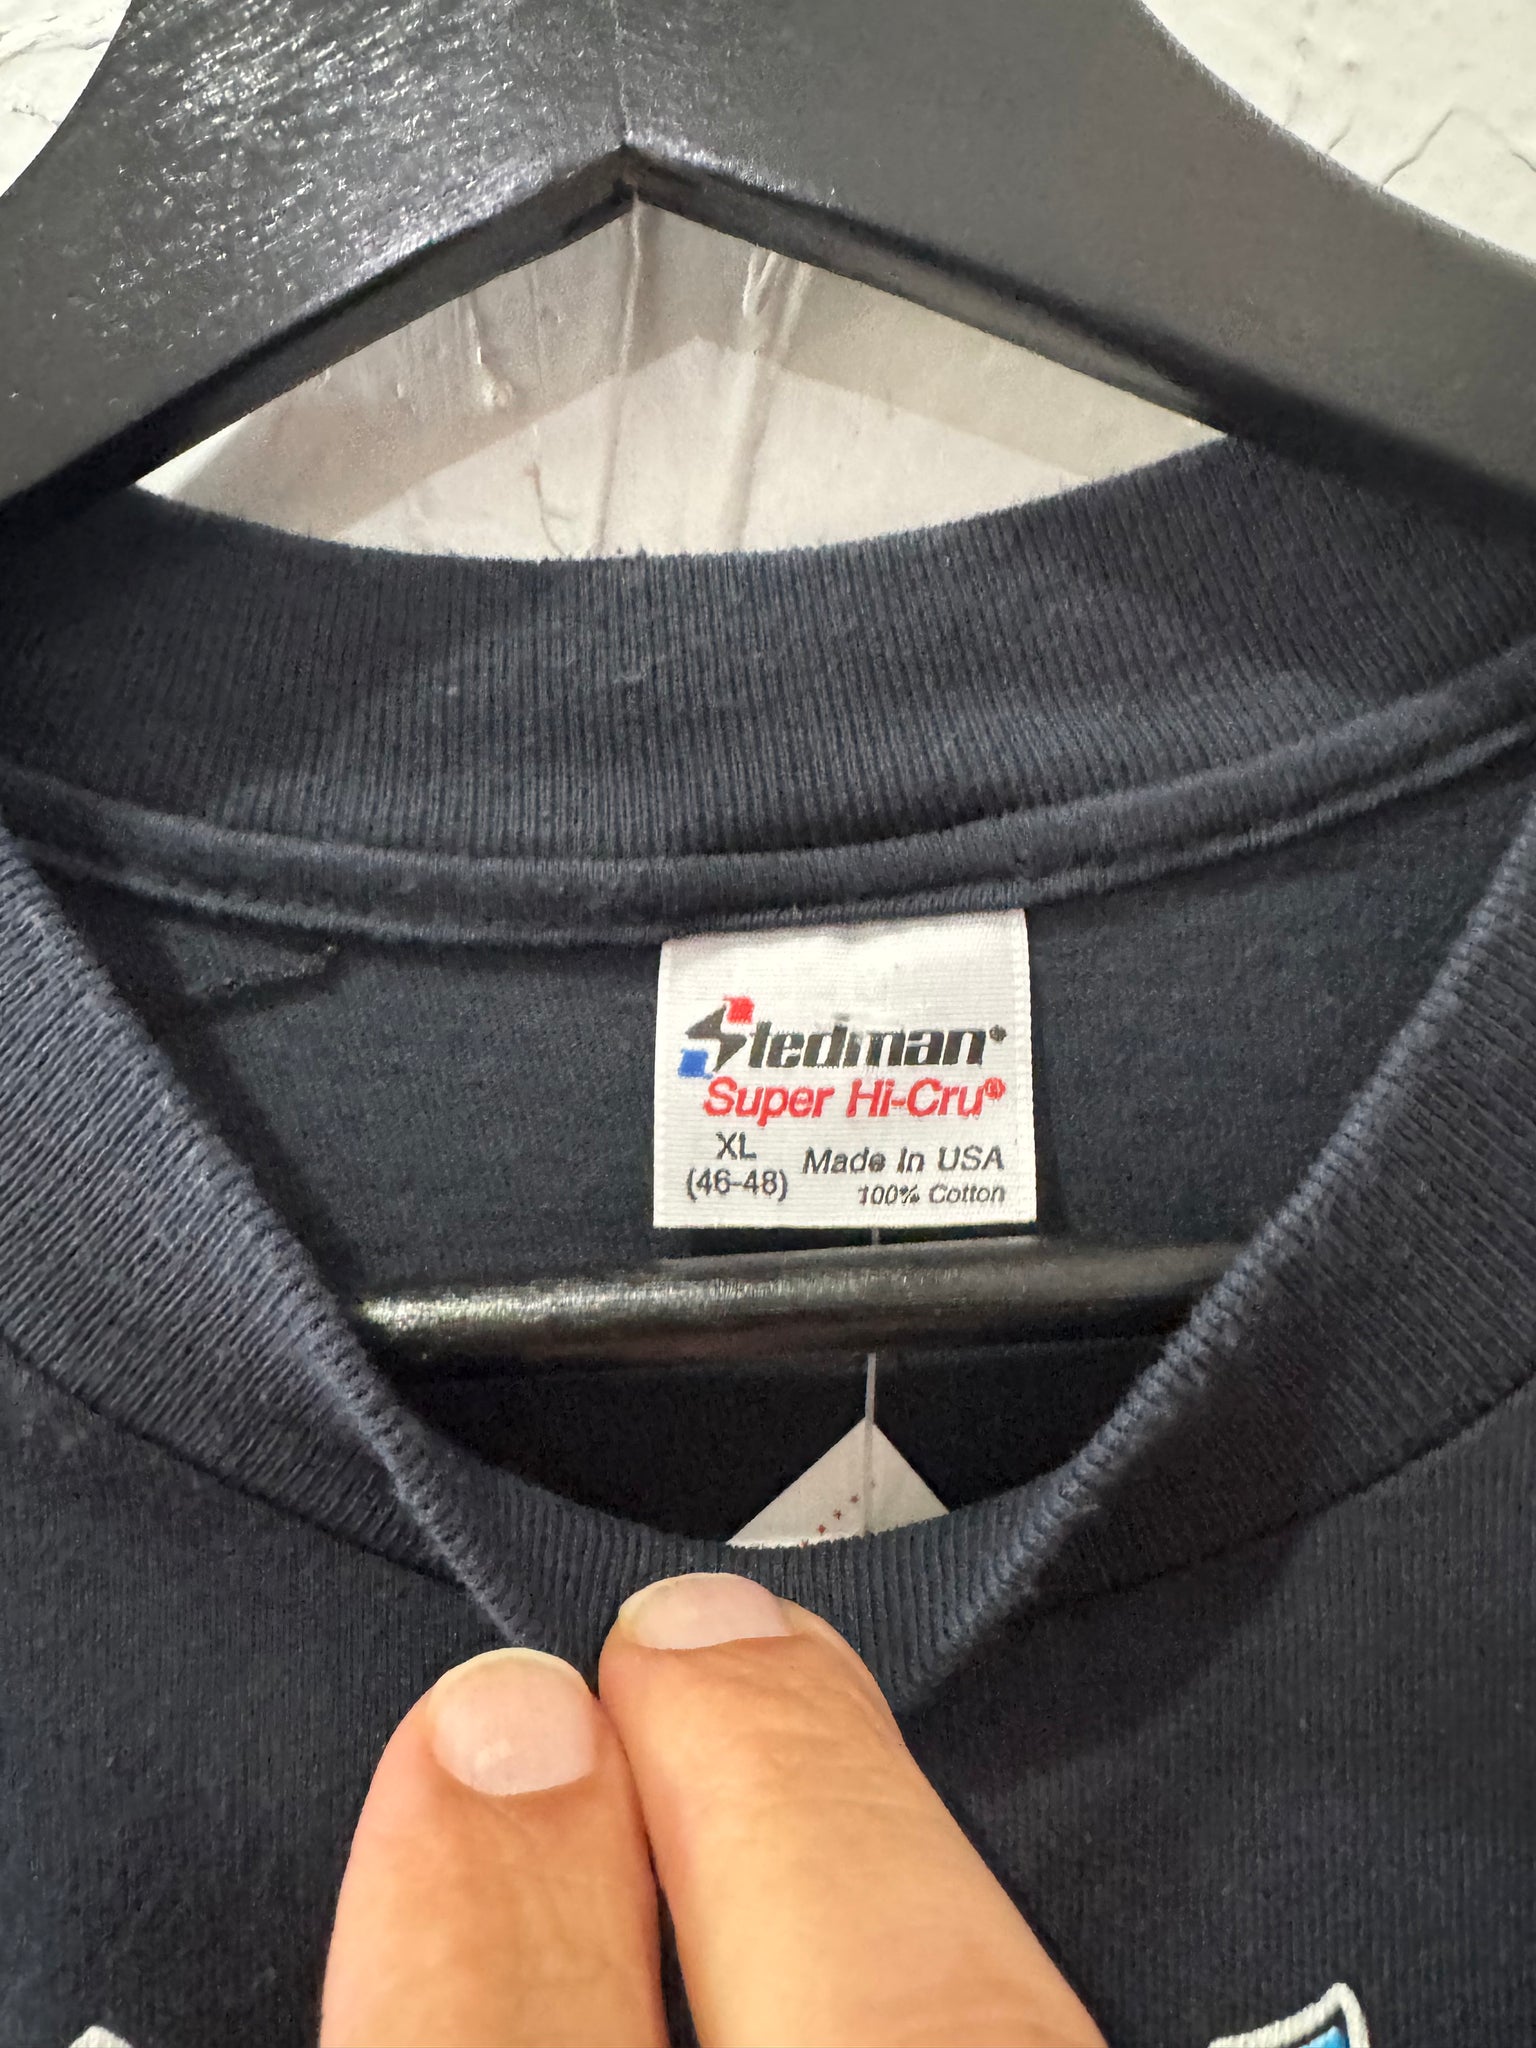 Stedman®
Super Hi-Cru®
XL
(46-48)
Made In USA
100% Cotton